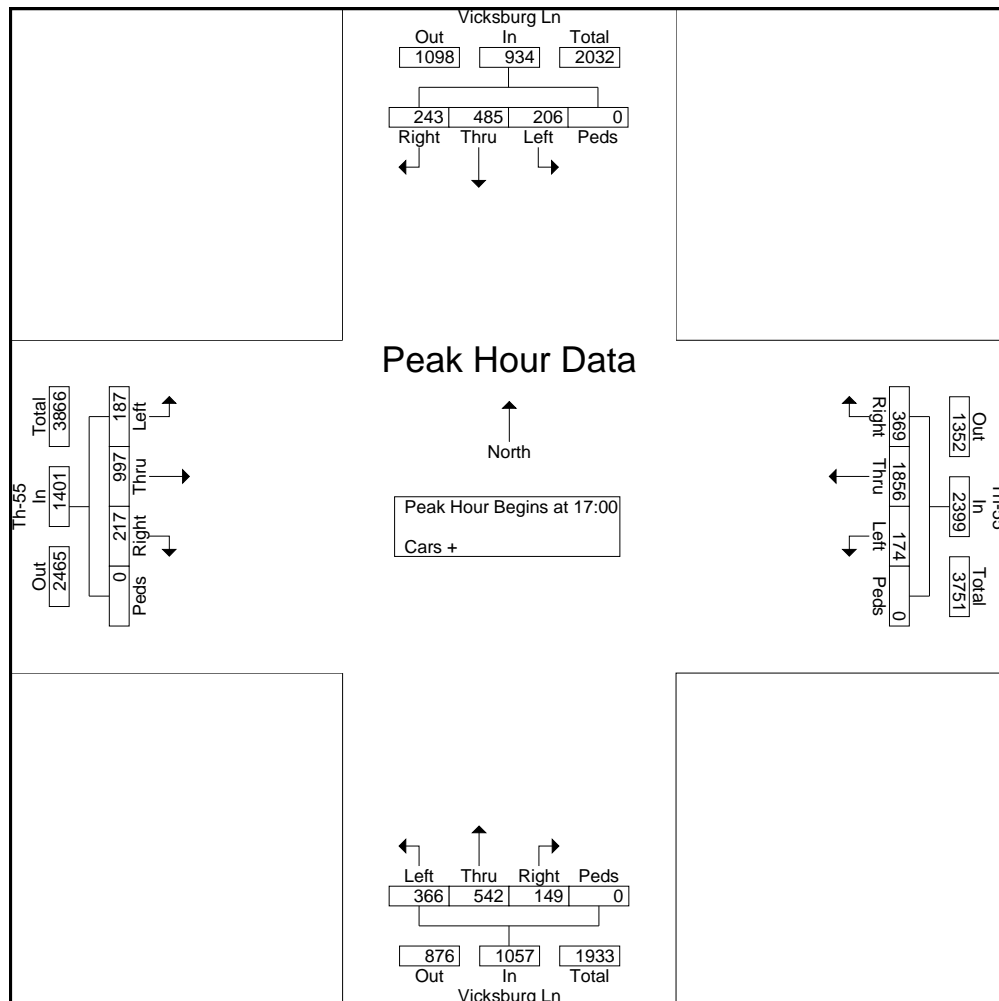 Vicksburg Ln
Out In Total
1098 934 2032
243 485 206 0
Right Thru Left Peds
Peak Hour Data
North
Peak Hour Begins at 17:00
Cars +
Th-55
Total In Out
3866 1401 2465
187 997 217 0
Left Thru Right Peds
Th-55
Out In Total
1352 2399 3751
369 1856 174 0
Right Thru Left Peds
Left Thru Right Peds
366 542 149 0
876 1057 1933
Out In Total
Vicksburg Ln